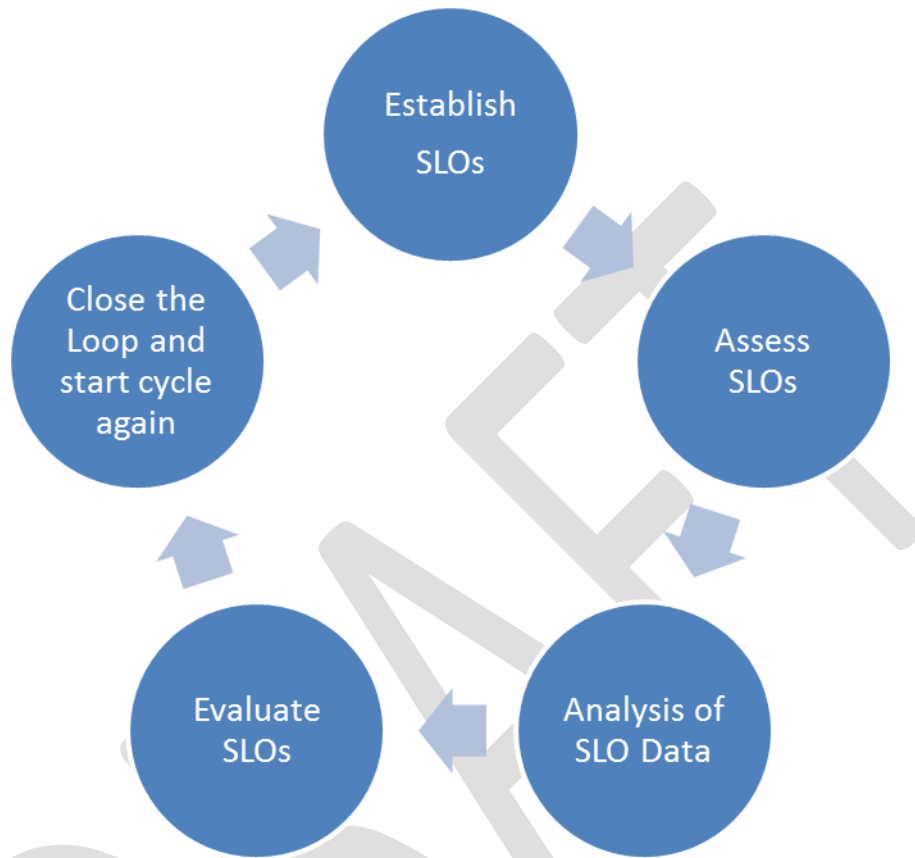 Establish
SLOs
Assess
SLOs
Analysis of
SLO Data
Evaluate
SLOs
Close the
Loop and
start cycle
again